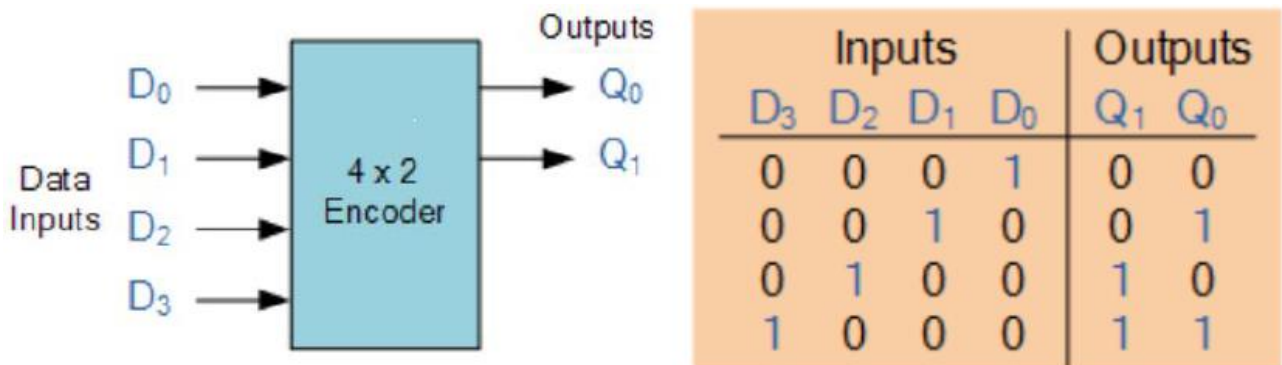 Outputs
D₀ Q₀
D₁ Q₁
Data
Inputs
4 x 2
Encoder
D₂
D₃
Inputs Outputs
D₃ D₂ D₁ D₀ Q₁ Q₀
0 0 0 1 0 0
0 0 1 0 0 1
0 1 0 0 1 0
1 0 0 0 1 1